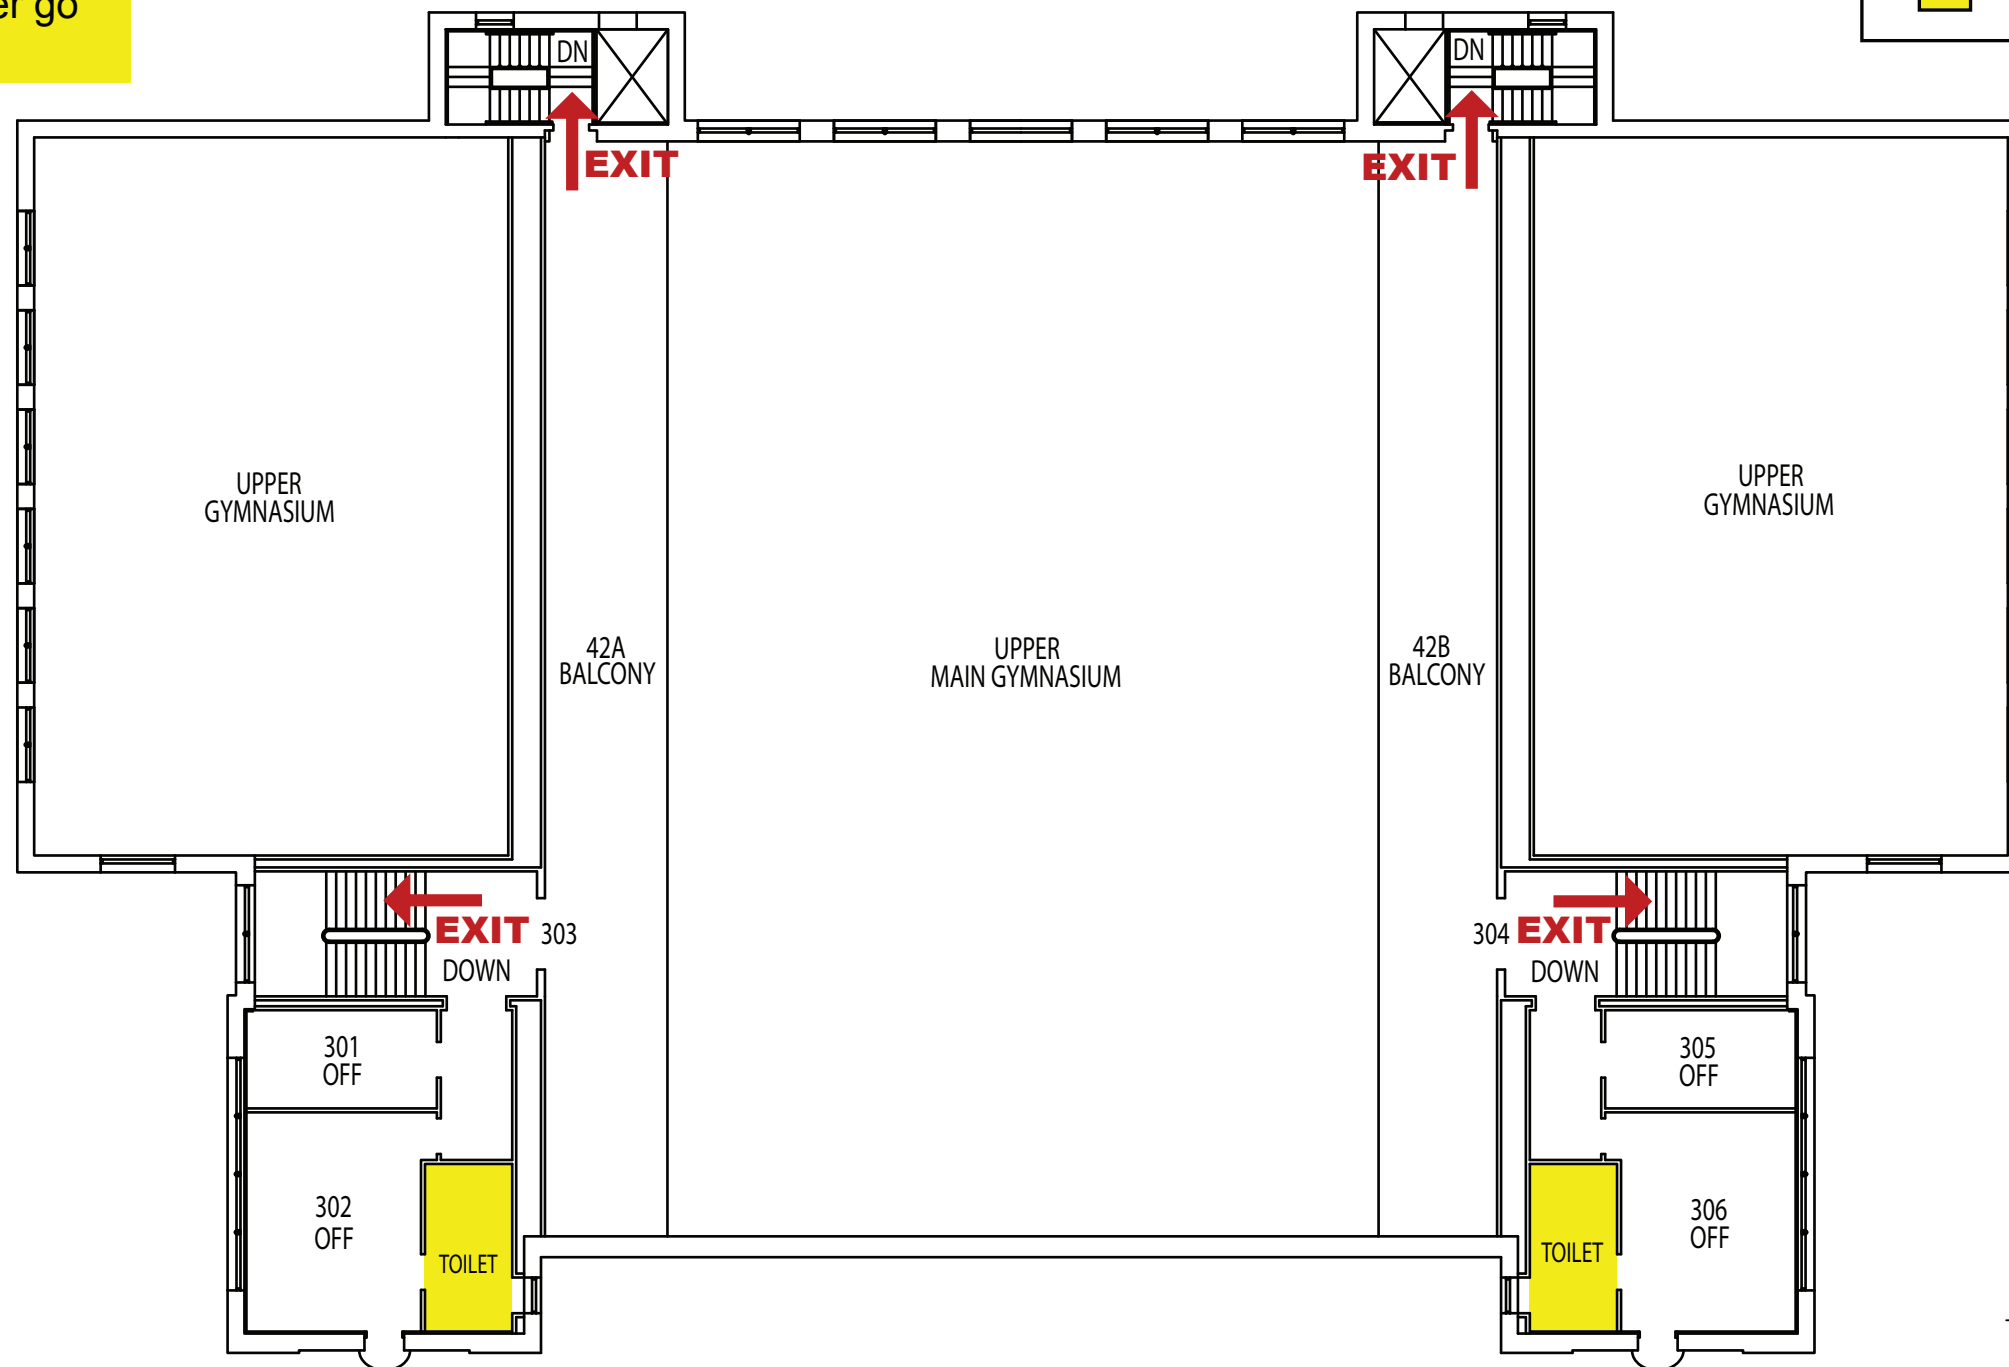 er go
DN
DN
EXIT
EXIT
UPPER
GYMNASIUM
UPPER
GYMNASIUM
42A
BALCONY
UPPER
MAIN GYMNASIUM
42B
BALCONY
EXIT
303
DOWN
304
EXIT
DOWN
301
OFF
305
OFF
302
OFF
TOILET
TOILET
306
OFF